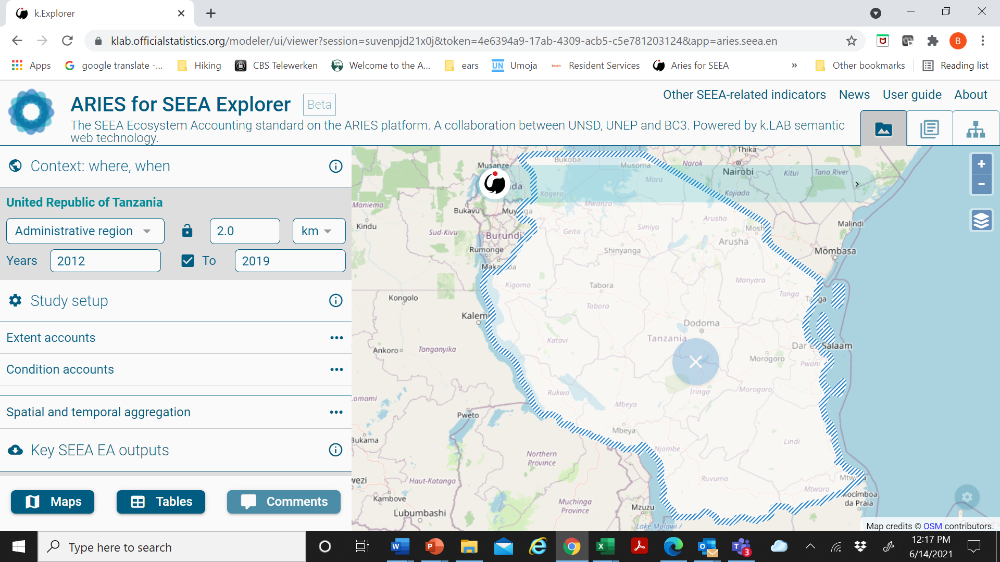 k.Explorer
klab.officialstatistics.org/modeler/ui/viewer?session=suvenpjd21x0j&token=4e6394a9-17ab-4309-acb5-c5e781203124&app=aries.seea.en
B
Apps google translate -... Hiking CBS Telewerken Welcome to the A... ears UN Umoja beam Resident Services Aries for SEEA » Other bookmarks Reading list
Other SEEA-related indicators News User guide About
ARIES for SEEA Explorer Beta
The SEEA Ecosystem Accounting standard on the ARIES platform. A collaboration between UNSD, UNEP and BC3. Powered by k.LAB semantic
web technology.
Context: where, when
United Republic of Tanzania
Administrative region 2.0 km
Years 2012 To 2019
Study setup
Extent accounts
Condition accounts
Spatial and temporal aggregation
Key SEEA EA outputs
Maps Tables Comments
Thika
Bukoba
Musanze
Musoma
Narok
Nairobi
Kitui
Tana River
Mara
Kagera
Kajiado
Maniema
Mwanza
Bukavu
Arusha
Malindi
Kindu
Sud-Kivu
Burundi
Geita
Simiyu
Arusha
Rumonge
Shinyanga
Mombasa
Kigoma
Tabora
Manyara
Tanga
Kongolo
Tabora
Kalemi
Dodoma
Tanzania
Katavi
Ankoro
Tanganyika
Dar es Salaam
Morogoro
Pwani
Rukwa
Iringa
Morogoro
Lomami
Mbeya
Pweto
Mbeya
Bukama
Njombe
Lindi
Northern
Province
Haut-Katanga
Ruvuma
Mtwara
Mocímboa
da Praia
Kambove
Muchinga
Province
Mzuzu
Lubumbashi
Lake Malawi /
Map credits © OSM contributors.
Type here to search
3
12:17 PM
6/14/2021